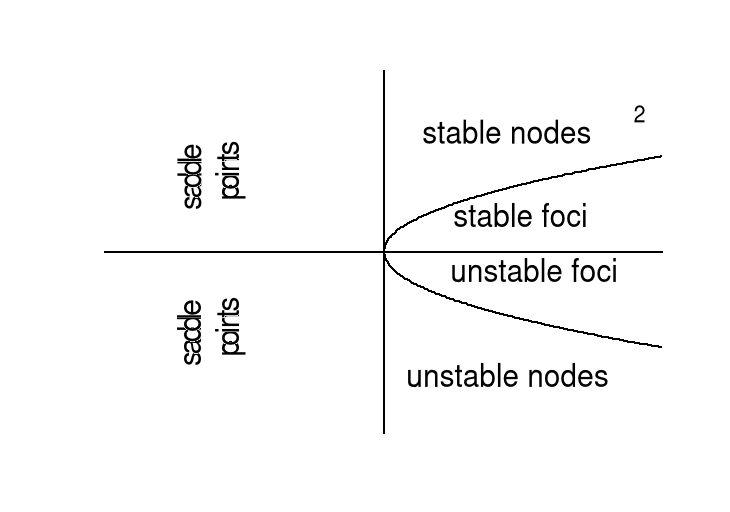 2
stable nodes
saddle
points
stable foci
unstable foci
saddle
points
unstable nodes